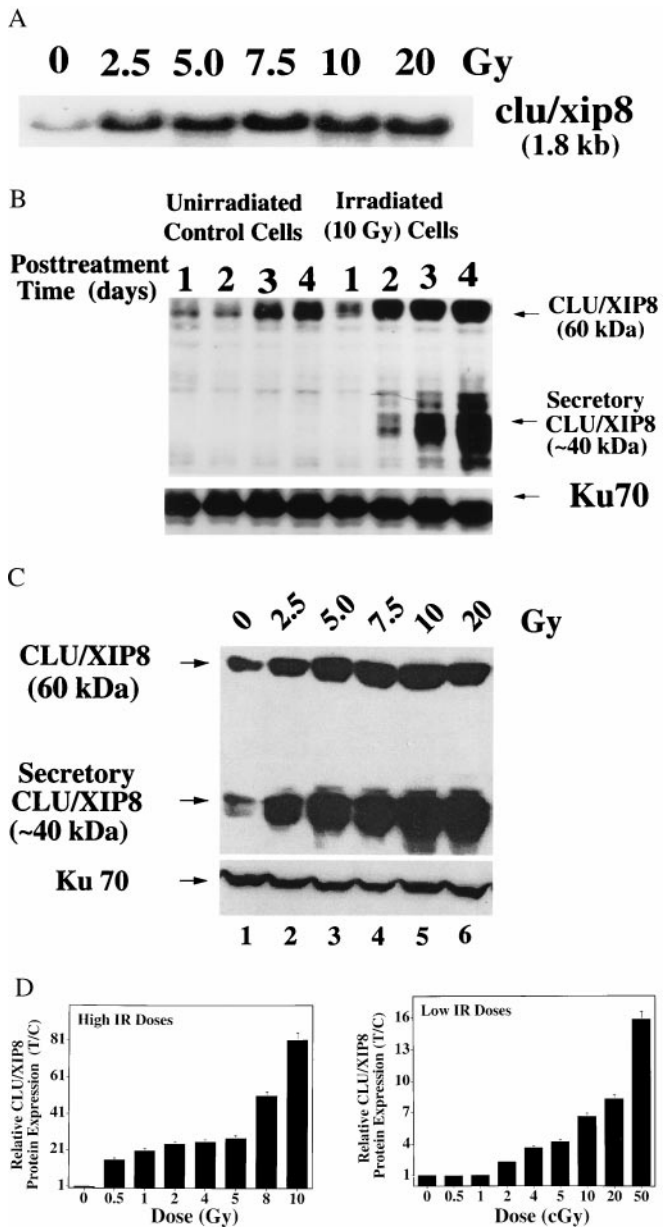 A
0 2.5 5.0 7.5 10 20 Gy
clu/xip8
(1.8 kb)
B
Unirradiated Control Cells
Irradiated (10 Gy) Cells
Posttreatment Time (days)
1 2 3 4 1 2 3 4
CLU/XIP8
(60 kDa)
Secretory
CLU/XIP8
(~40 kDa)
Ku70
C
0 2.5 5.0 7.5 10 20 Gy
CLU/XIP8
(60 kDa)
Secretory
CLU/XIP8
(~40 kDa)
Ku 70
1 2 3 4 5 6
D
High IR Doses
Relative CLU/XIP8
Protein Expression (T/C)
81
61
41
21
1
0 0.5 1 2 4 5 8 10
Dose (Gy)
Low IR Doses
Relative CLU/XIP8
Protein Expression (T/C)
16
13
10
7
4
1
0 0.5 1 2 4 5 10 20 50
Dose (cGy)